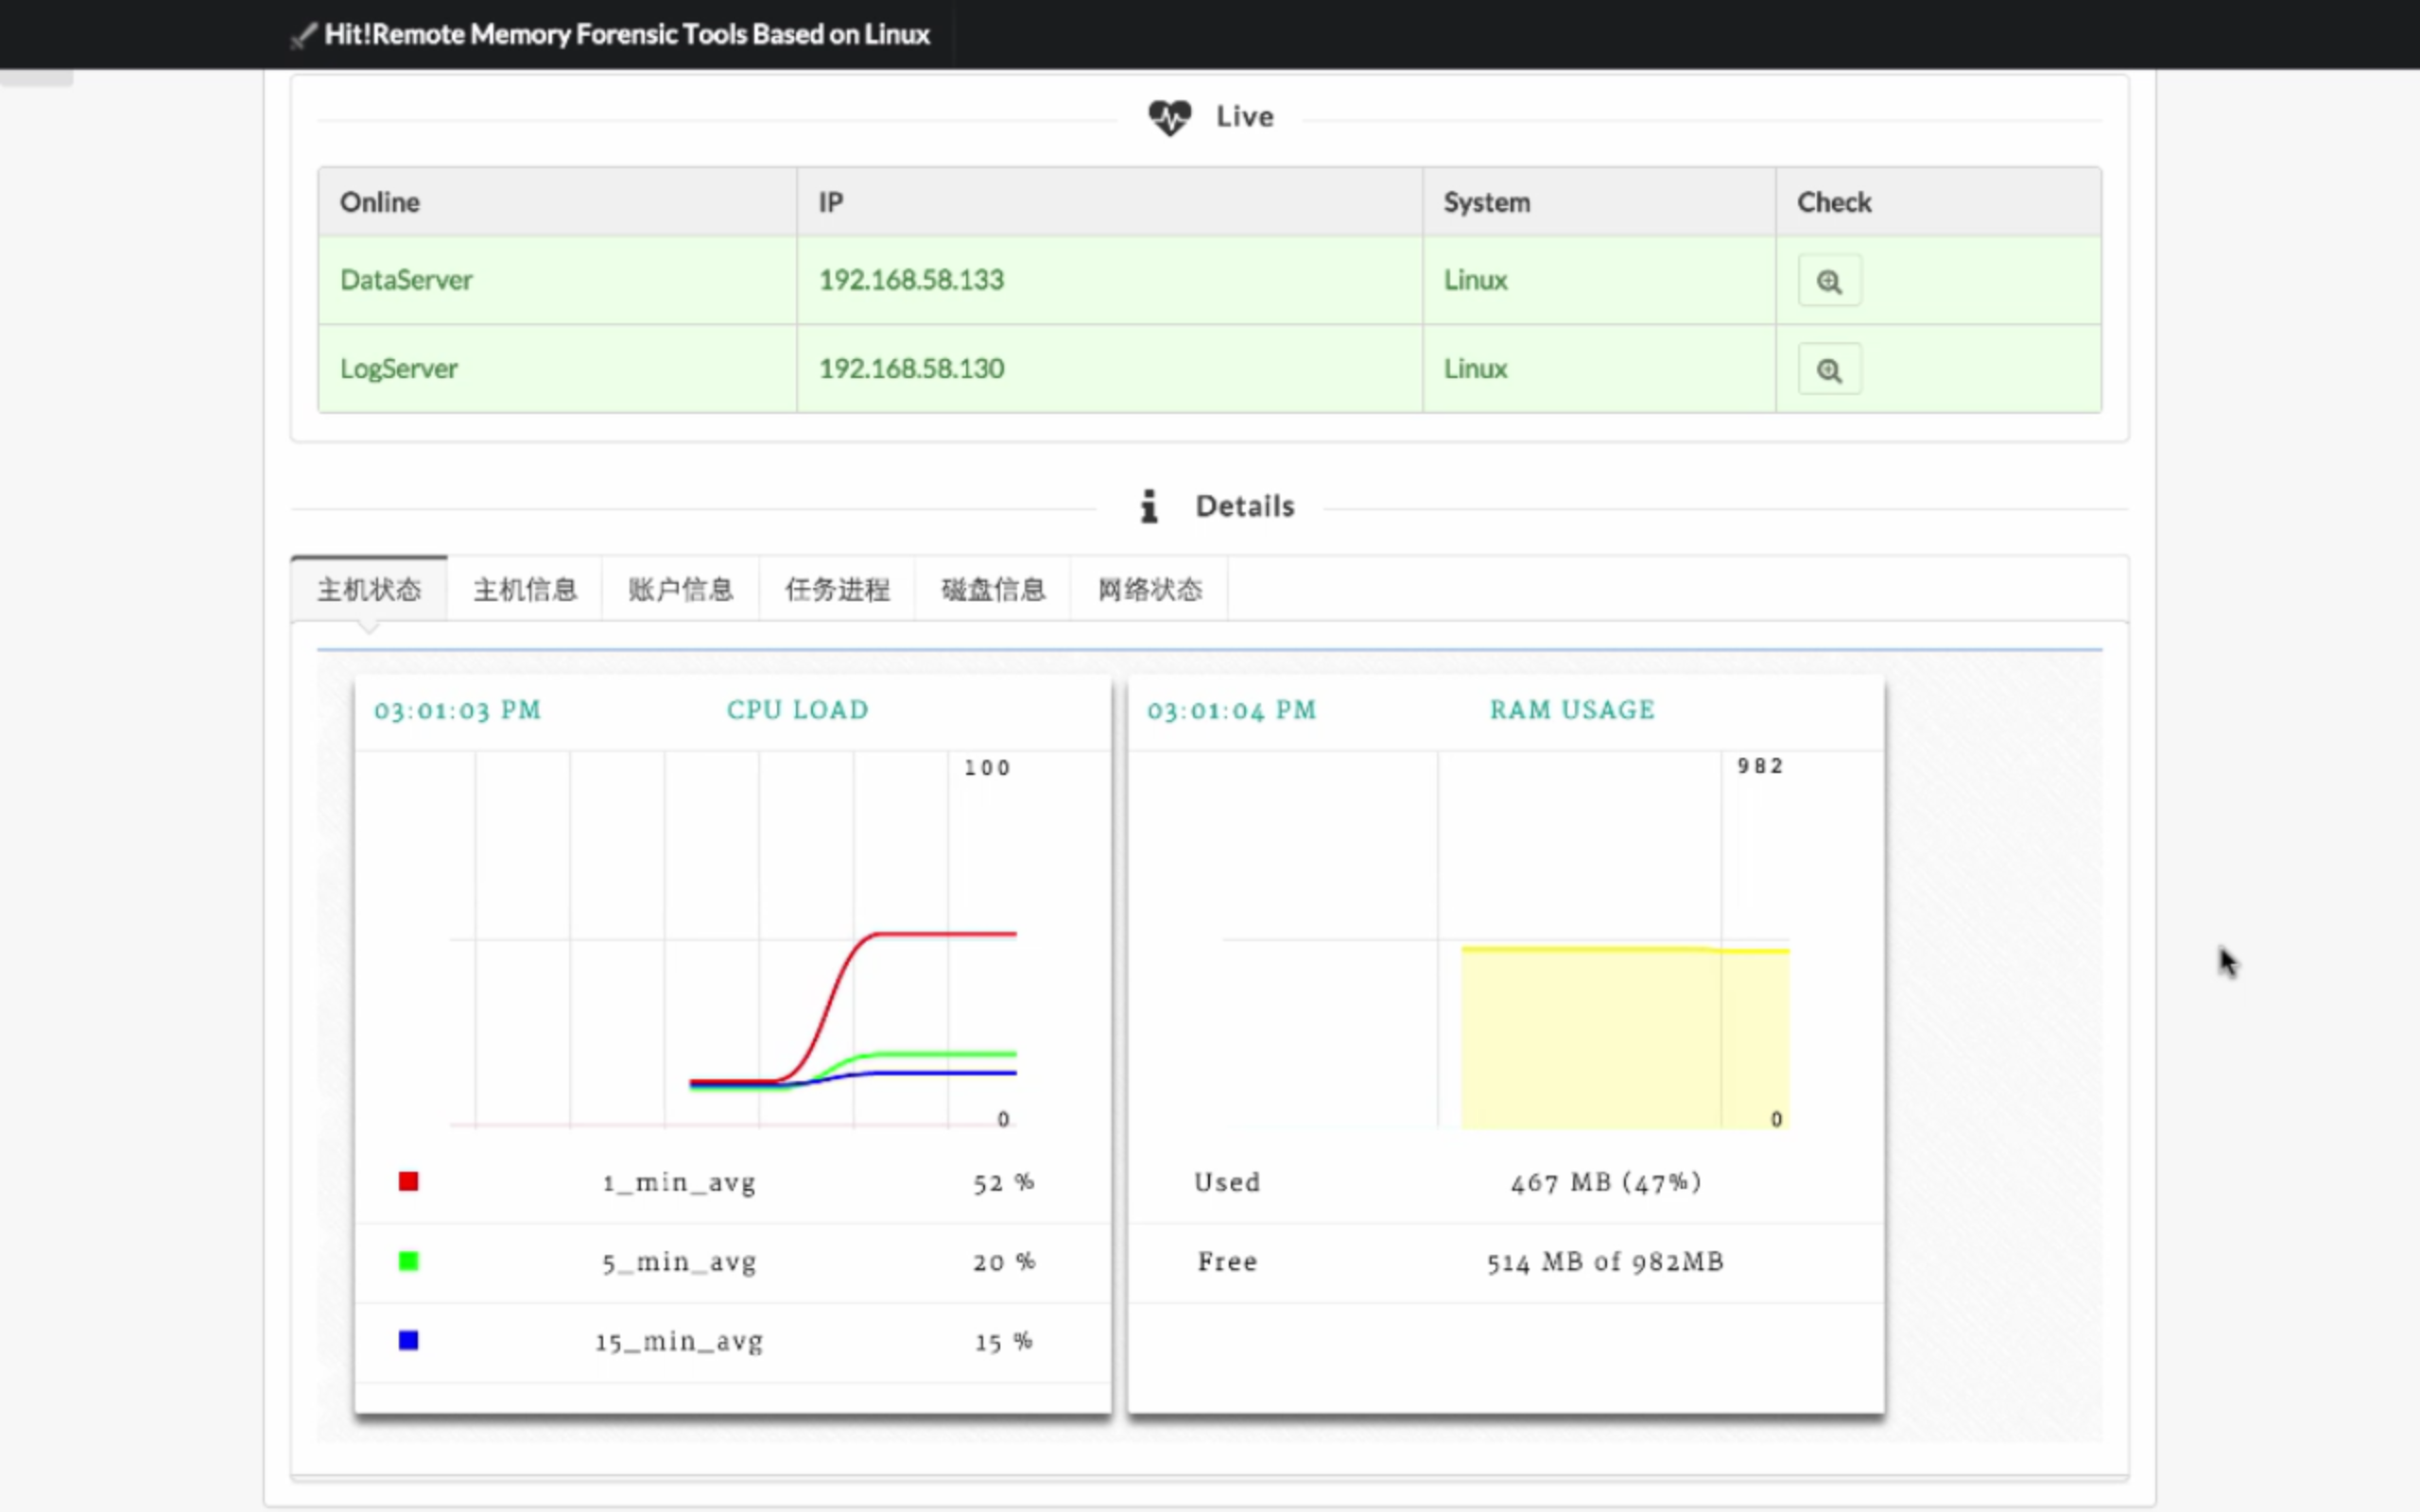 Hit!Remote Memory Forensic Tools Based on Linux
Live
Online IP System Check
DataServer 192.168.58.133 Linux
LogServer 192.168.58.130 Linux
Details
主机状态 主机信息 账户信息 任务进程 磁盘信息 网络状态
03:01:03 PM CPU LOAD
100
0
1_min_avg 52 %
5_min_avg 20 %
15_min_avg 15 %
03:01:04 PM RAM USAGE
982
0
Used 467 MB (47%)
Free 514 MB of 982MB